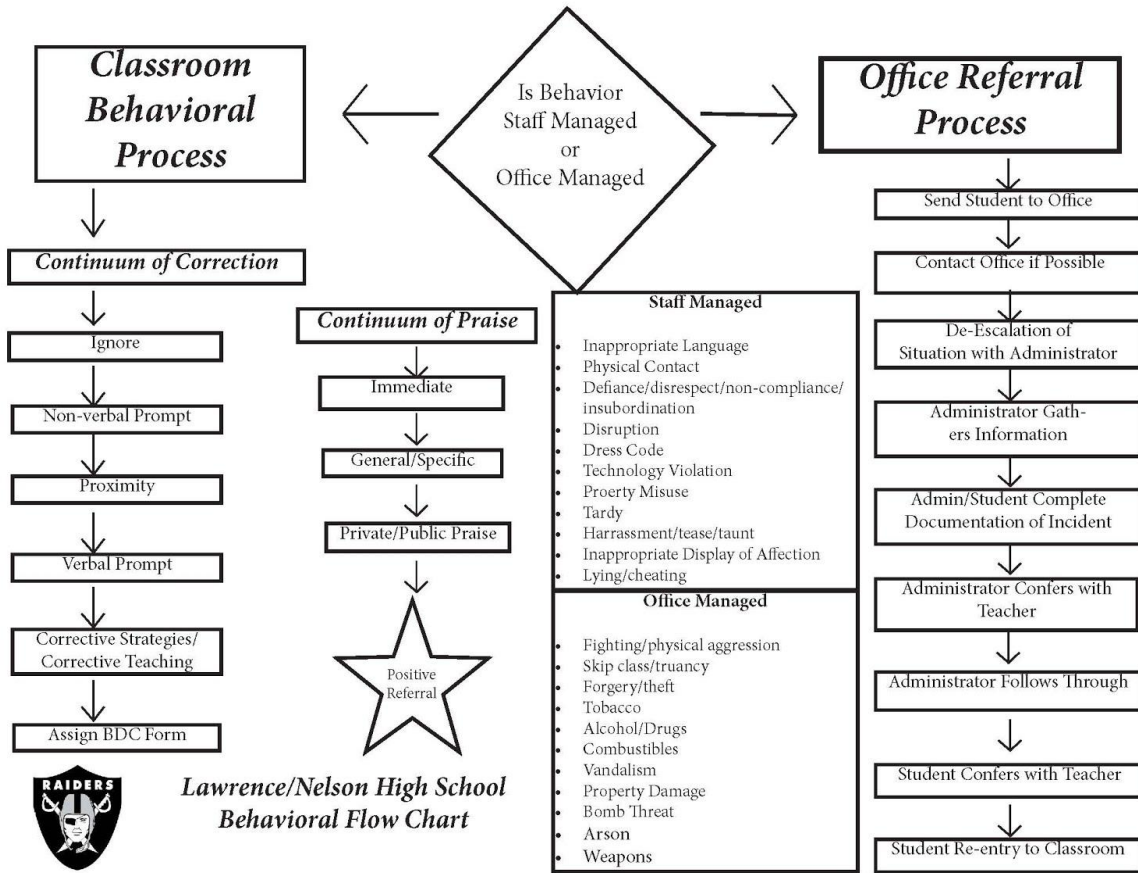 Classroom
Behavioral
Process
Is Behavior
Staff Managed
or
Office Managed
Office Referral
Process
Continuum of Correction
Ignore
Non-verbal Prompt
Proximity
Verbal Prompt
Corrective Strategies/
Corrective Teaching
Assign BDC Form
Continuum of Praise
Immediate
General/Specific
Private/Public Praise
Positive
Referral
Staff Managed
• Inappropriate Language
• Physical Contact
• Defiance/disrespect/non-compliance/
insubordination
• Disruption
• Dress Code
• Technology Violation
• Proerty Misuse
• Tardy
• Harrassment/tease/taunt
• Inappropriate Display of Affection
• Lying/cheating
Office Managed
• Fighting/physical aggression
• Skip class/truancy
• Forgery/theft
• Tobacco
• Alcohol/Drugs
• Combustibles
• Vandalism
• Property Damage
• Bomb Threat
• Arson
• Weapons
Send Student to Office
Contact Office if Possible
De-Escalation of
Situation with Administrator
Administrator Gath-
ers Information
Admin/Student Complete
Documentation of Incident
Administrator Confers with
Teacher
Administrator Follows Through
Student Confers with Teacher
Student Re-entry to Classroom
RAIDERS
Lawrence/Nelson High School
Behavioral Flow Chart